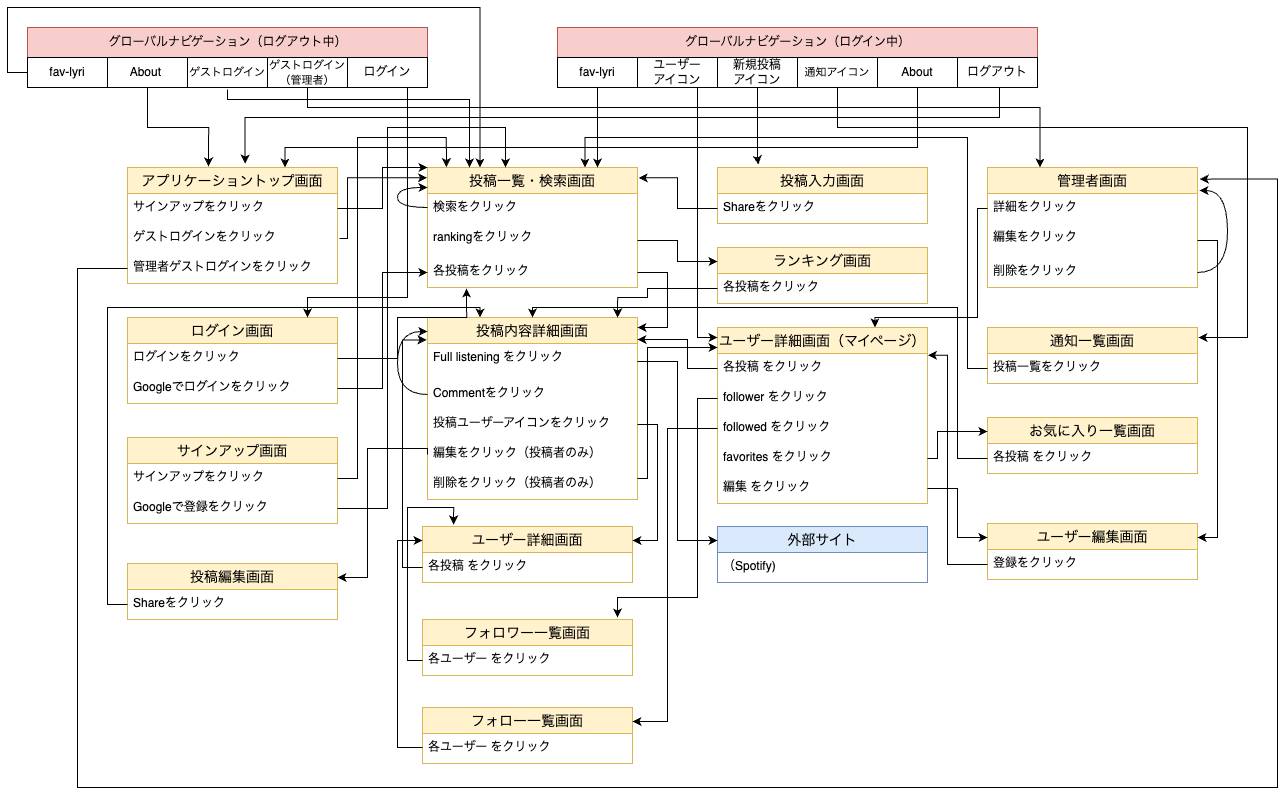 グローバルナビゲーション（ログアウト中）
fav-lyri
About
ゲストログイン
ゲストログイン
（管理者）
ログイン
グローバルナビゲーション（ログイン中）
fav-lyri
ユーザー
アイコン
新規投稿
アイコン
通知アイコン
About
ログアウト
アプリケーショントップ画面
サインアップをクリック
ゲストログインをクリック
管理者ゲストログインをクリック
投稿一覧・検索画面
検索をクリック
rankingをクリック
各投稿をクリック
投稿入力画面
Shareをクリック
ランキング画面
各投稿をクリック
管理者画面
詳細をクリック
編集をクリック
削除をクリック
ログイン画面
ログインをクリック
Googleでログインをクリック
投稿内容詳細画面
Full listening をクリック
Commentをクリック
投稿ユーザーアイコンをクリック
編集をクリック（投稿者のみ）
削除をクリック（投稿者のみ）
ユーザー詳細画面（マイページ）
各投稿 をクリック
follower をクリック
followed をクリック
favorites をクリック
編集 をクリック
通知一覧画面
投稿一覧をクリック
お気に入り一覧画面
各投稿 をクリック
サインアップ画面
サインアップをクリック
Googleで登録をクリック
ユーザー詳細画面
各投稿 をクリック
外部サイト
（Spotify)
ユーザー編集画面
登録をクリック
投稿編集画面
Shareをクリック
フォロワー一覧画面
各ユーザー をクリック
フォロー一覧画面
各ユーザー をクリック